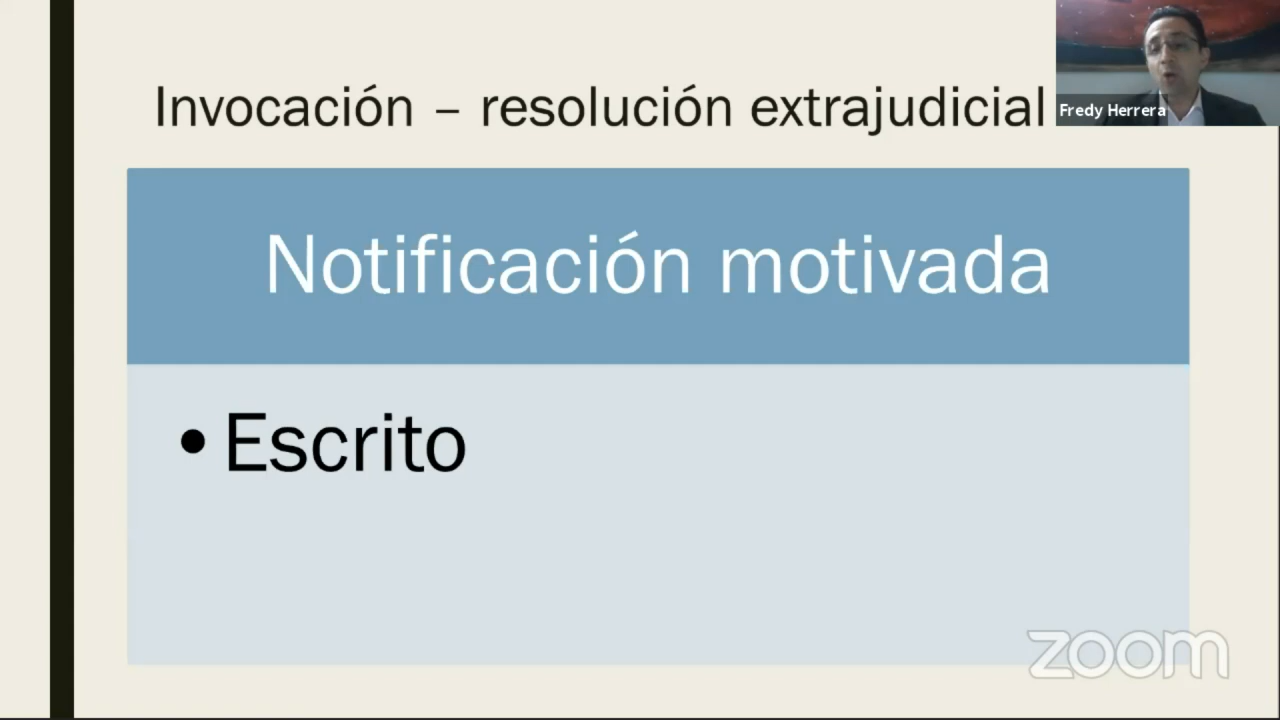 Invocación – resolución extrajudicial
Fredy Herrera
Notificación motivada
• Escrito
zoom